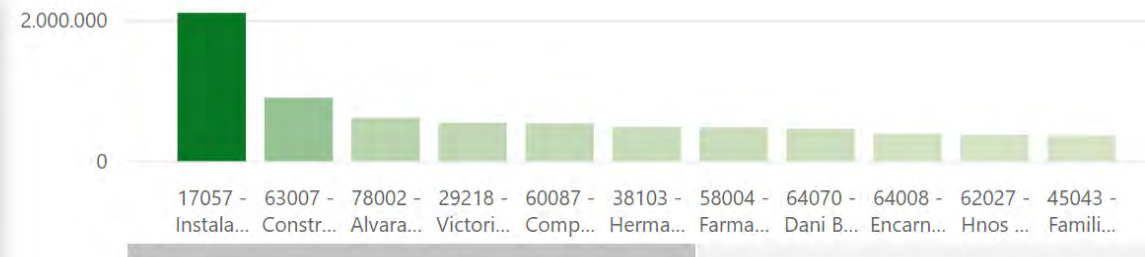 2.000.000
0
17057 - 63007 - 78002 - 29218 - 60087 - 38103 - 58004 - 64070 - 64008 - 62027 - 45043 -
Instala... Constr... Alvara... Victori... Comp... Herma... Farma... Dani B... Encarn... Hnos ... Famili...